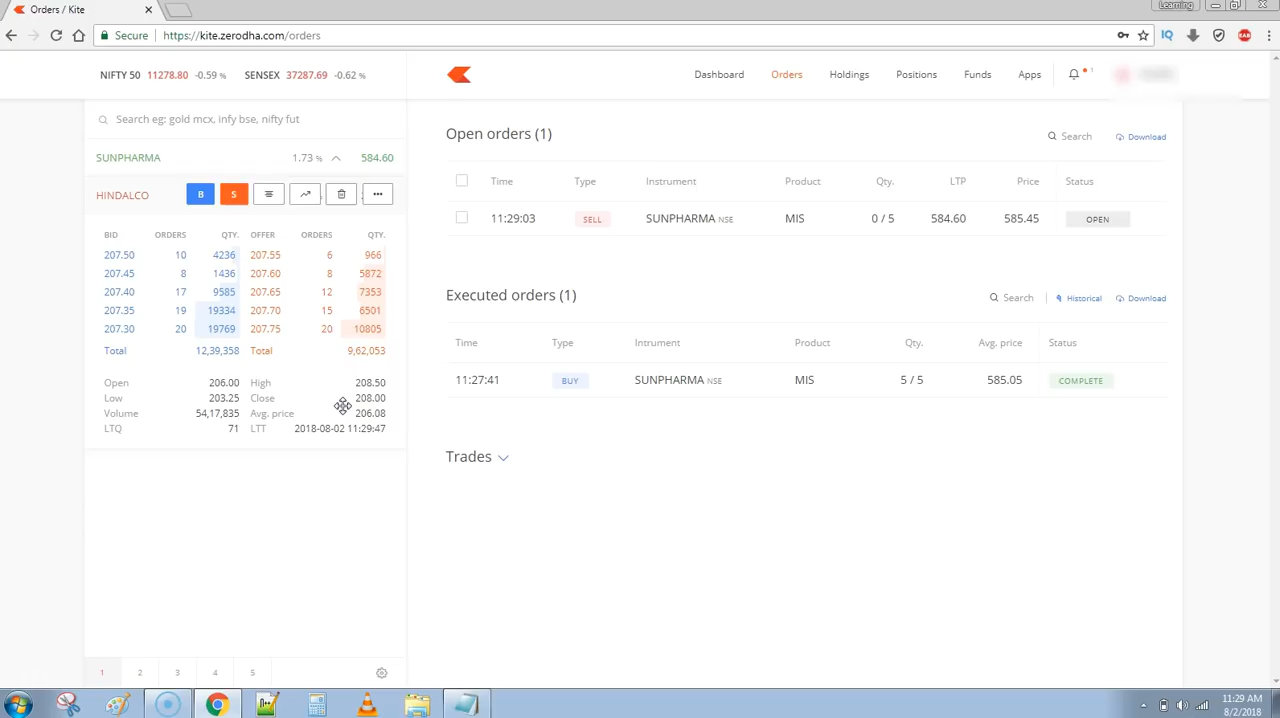 Orders / Kite
Learning
Secure https://kite.zerodha.com/orders
NIFTY 50 11278.80 -0.59 % SENSEX 37287.69 -0.62 %
Dashboard Orders Holdings Positions Funds Apps 1
Search eg: gold mcx, infy bse, nifty fut
SUNPHARMA 1.73 % 584.60
HINDALCO B S
BID ORDERS QTY. OFFER ORDERS QTY.
207.50 10 4236 207.55 6 966
207.45 8 1436 207.60 8 5872
207.40 17 9585 207.65 12 7353
207.35 19 19334 207.70 15 6501
207.30 20 19769 207.75 20 10805
Total 12,39,358 Total 9,62,053
Open 206.00 High 208.50
Low 203.25 Close 208.00
Volume 54,17,835 Avg. price 206.08
LTQ 71 LTT 2018-08-02 11:29:47
1 2 3 4 5
Open orders (1) Search Download
Time Type Instrument Product Qty. LTP Price Status
11:29:03 SELL SUNPHARMA NSE MIS 0 / 5 584.60 585.45 OPEN
Executed orders (1) Search Historical Download
Time Type Intrument Product Qty. Avg. price Status
11:27:41 BUY SUNPHARMA NSE MIS 5 / 5 585.05 COMPLETE
Trades
11:29 AM
8/2/2018